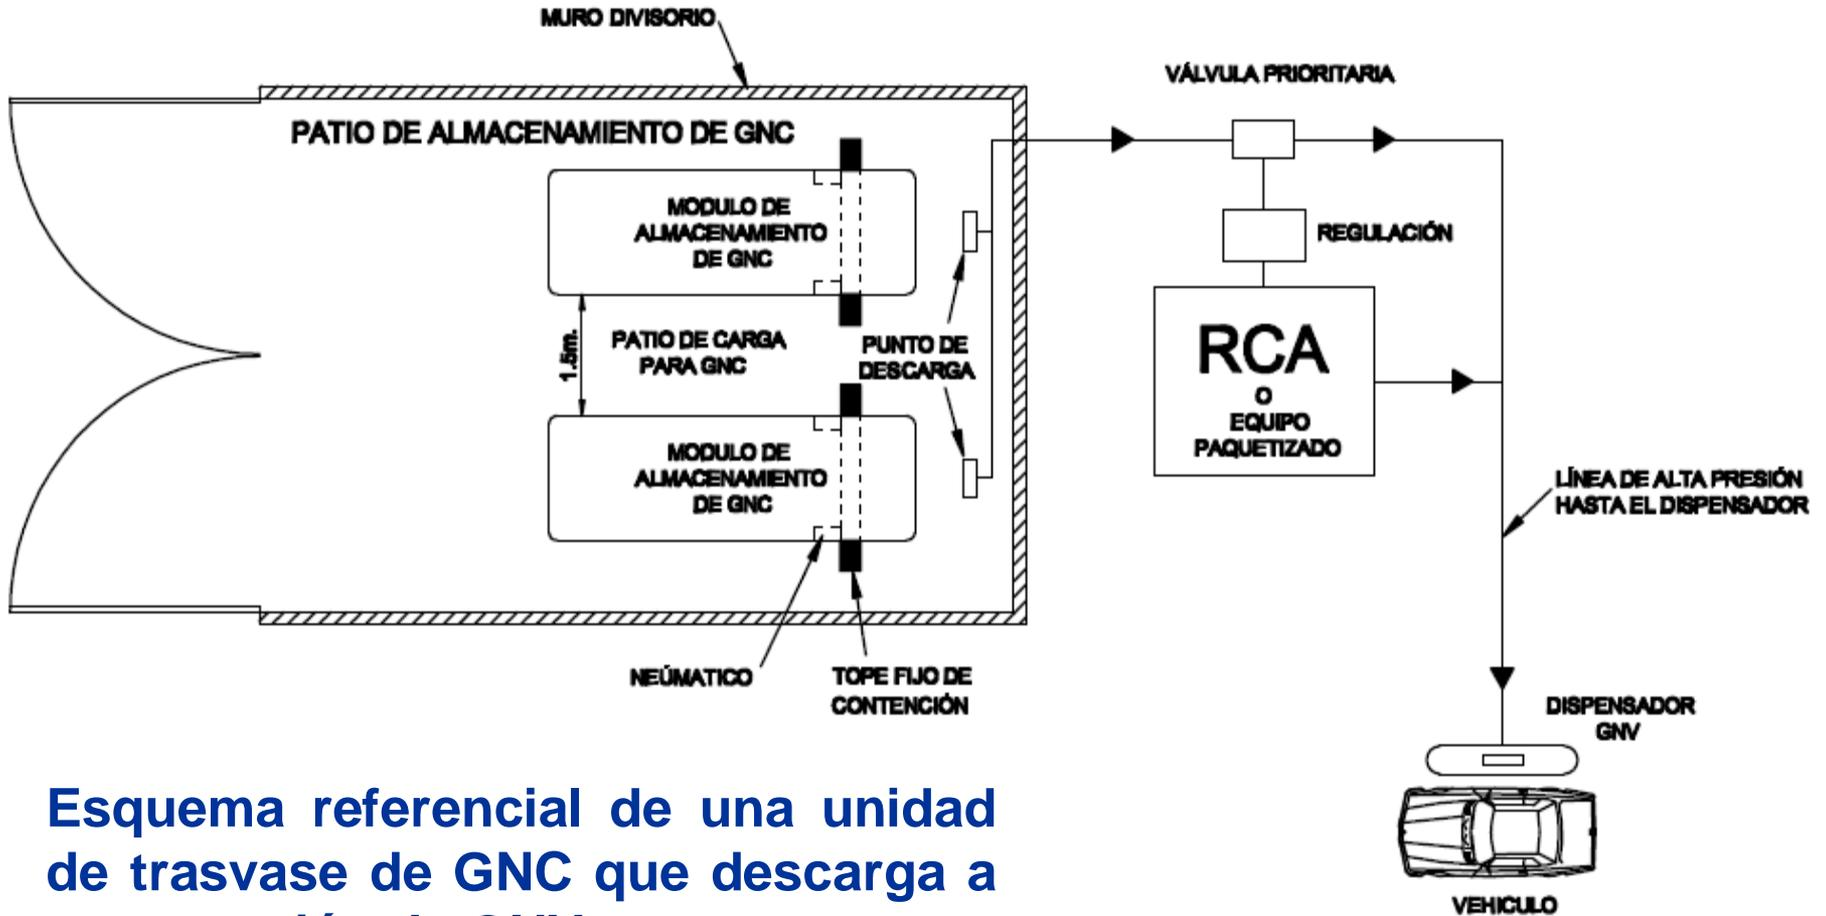 MURO DIVISORIO
VÁLVULA PRIORITARIA
PATIO DE ALMACENAMIENTO DE GNC
MODULO DE
ALMACENAMIENTO
DE GNC
REGULACIÓN
1.5m.
PATIO DE CARGA
PARA GNC
PUNTO DE
DESCARGA
RCA
O
EQUIPO
PAQUETIZADO
MODULO DE
ALMACENAMIENTO
DE GNC
LÍNEA DE ALTA PRESIÓN
HASTA EL DISPENSADOR
NEÚMATICO
TOPE FIJO DE
CONTENCIÓN
DISPENSADOR
GNV
VEHICULO
Esquema referencial de una unidad
de trasvase de GNC que descarga a